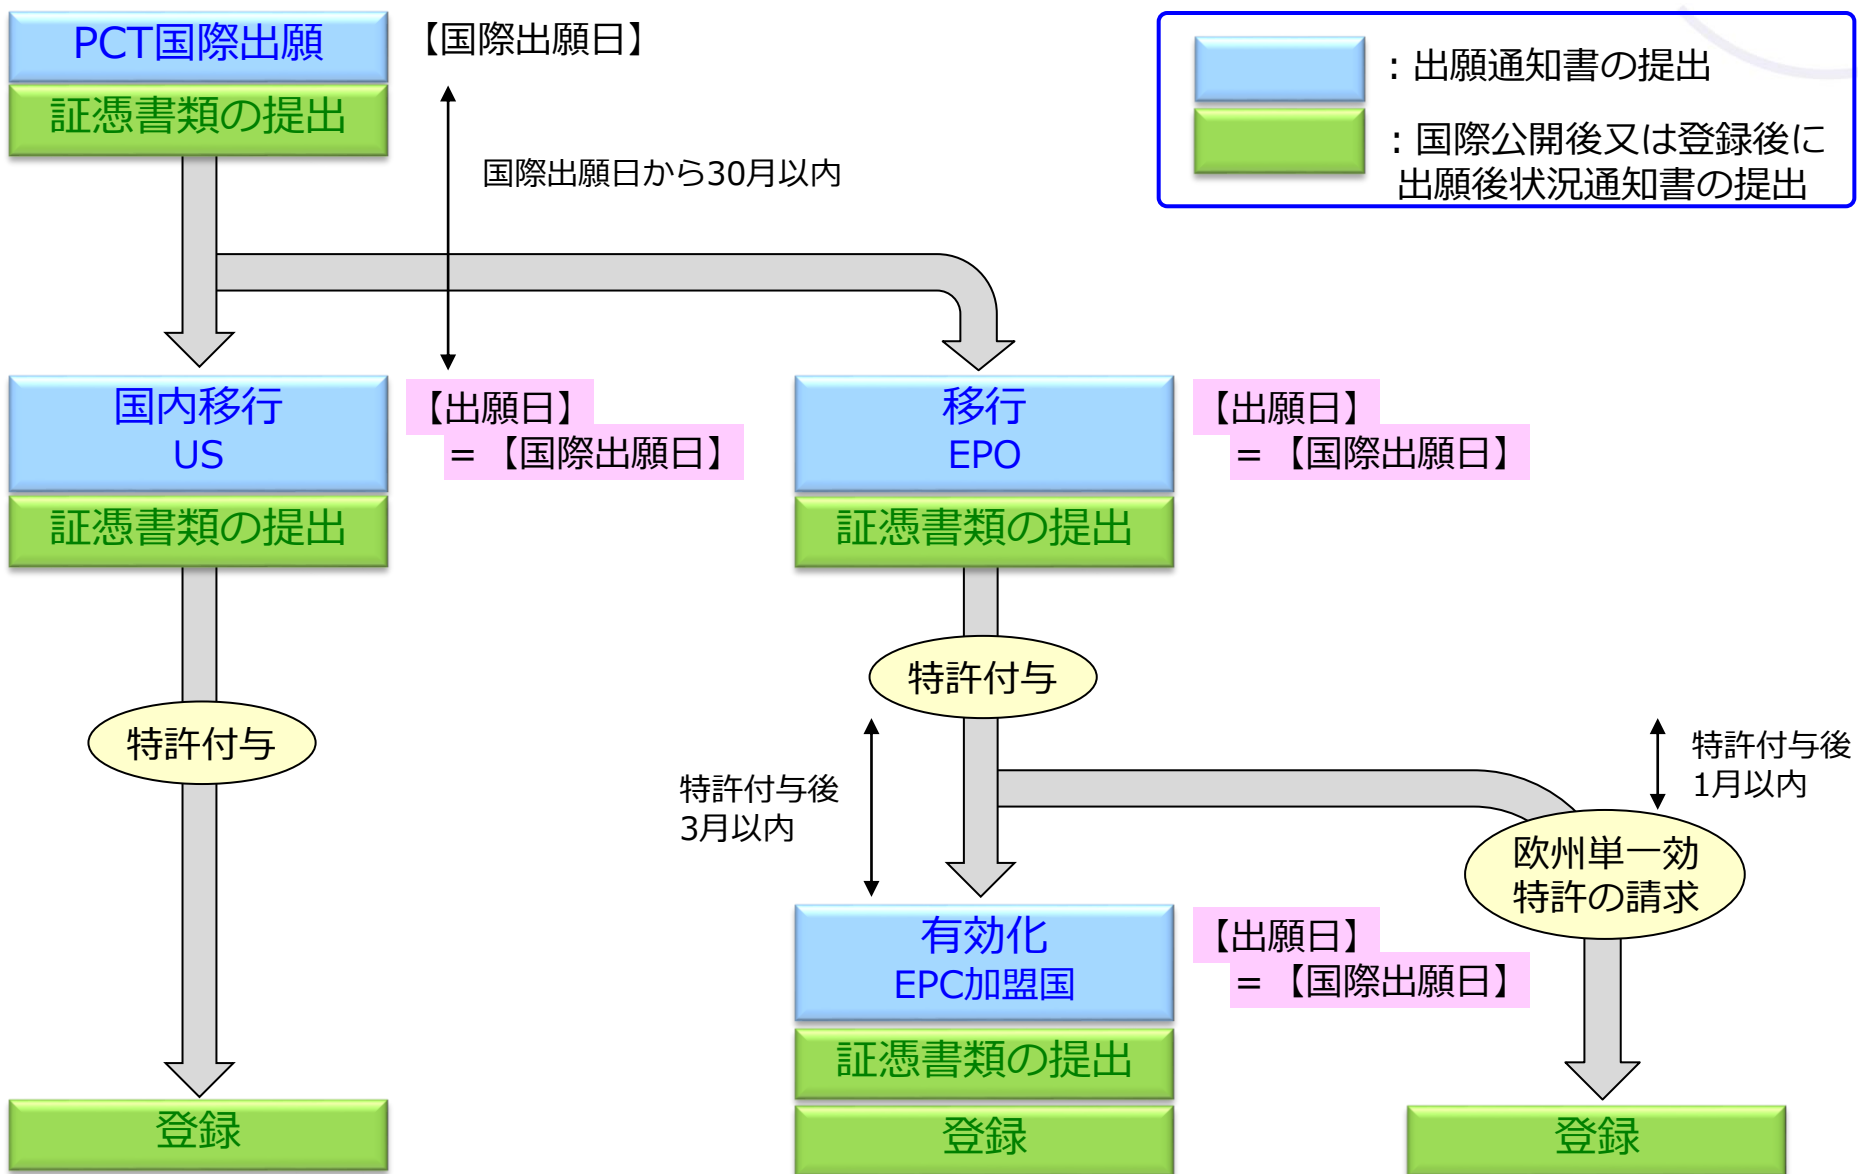 PCT国際出願
【国際出願日】
証憑書類の提出
国際出願日から30月以内
：出願通知書の提出
：国際公開後又は登録後に
出願後状況通知書の提出
国内移行
US
【出願日】
＝【国際出願日】
証憑書類の提出
移行
EPO
【出願日】
＝【国際出願日】
証憑書類の提出
特許付与
特許付与
特許付与後
3月以内
特許付与後
1月以内
欧州単一効
特許の請求
有効化
EPC加盟国
【出願日】
＝【国際出願日】
証憑書類の提出
登録
登録
登録